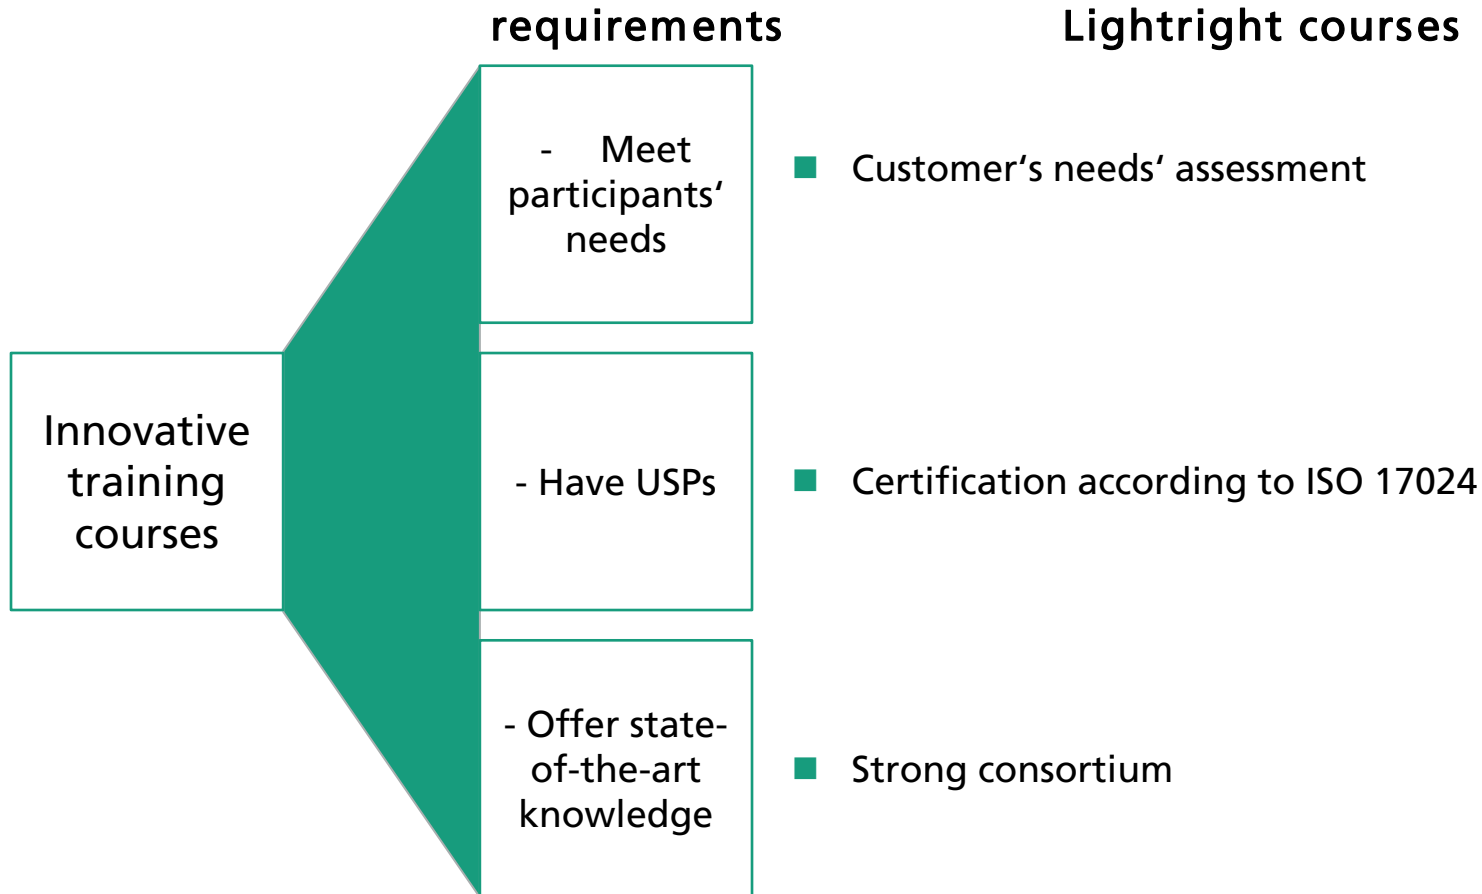 requirements
Lightright courses
- Meet
participants‘
needs
Customer‘s needs‘ assessment
Innovative
training
courses
- Have USPs
Certification according to ISO 17024
- Offer state-
of-the-art
knowledge
Strong consortium